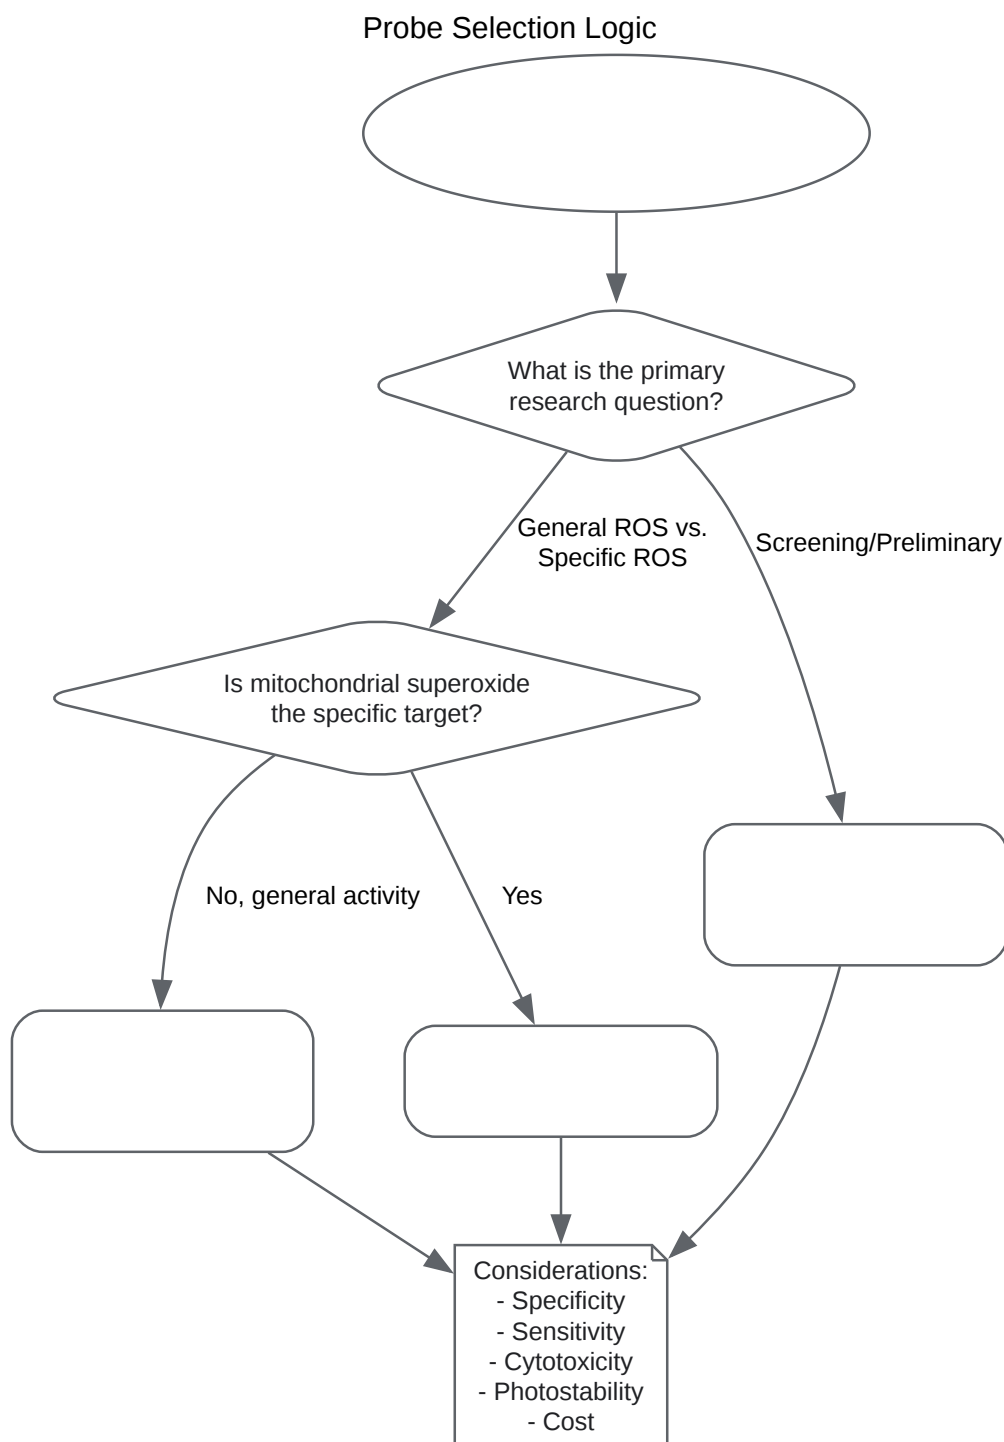 Probe Selection Logic
What is the primary
research question?
General ROS vs.
Specific ROS
Screening/Preliminary
Is mitochondrial superoxide
the specific target?
No, general activity
Yes
Considerations:
- Specificity
- Sensitivity
- Cytotoxicity
- Photostability
- Cost